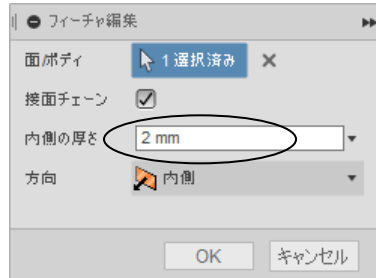 フィーチャ編集
面/ボディ 1 選択済み
接面チェーン
内側の厚さ 2 mm
方向 内側
OK キャンセル